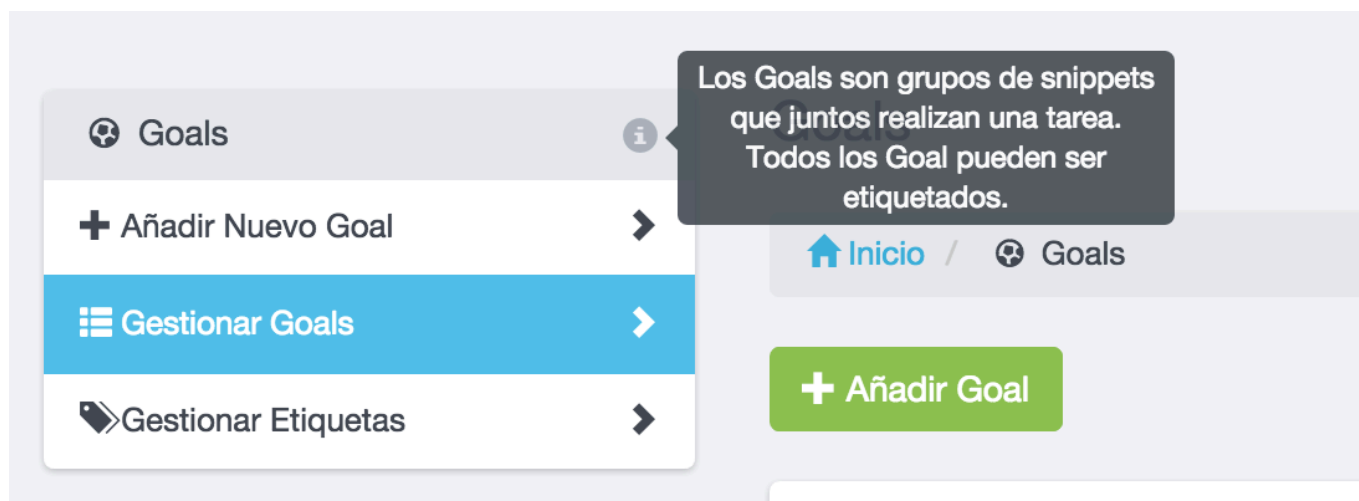 Goals
Añadir Nuevo Goal
Gestionar Goals
Gestionar Etiquetas
Los Goals son grupos de snippets
que juntos realizan una tarea.
Todos los Goal pueden ser
etiquetados.
Goals
Inicio / Goals
Añadir Goal